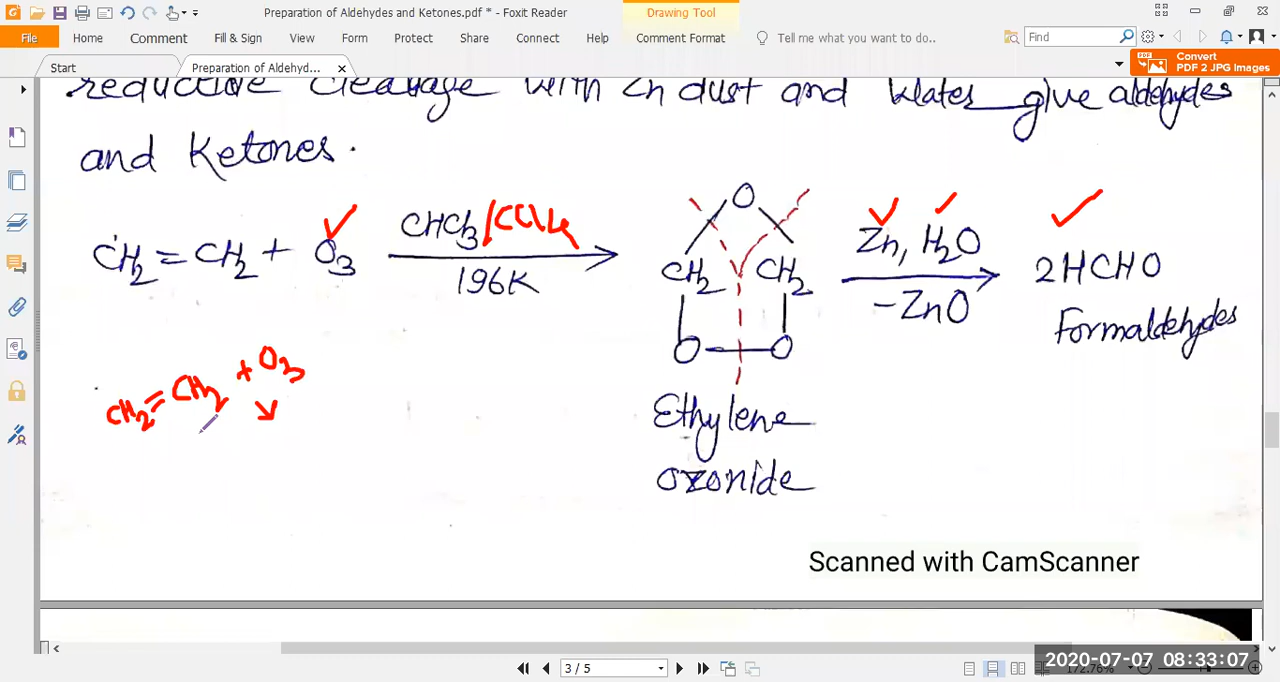 Preparation of Aldehydes and Ketones.pdf * - Foxit Reader
Drawing Tool
File Home Comment Fill & Sign View Form Protect Share Connect Help Comment Format Tell me what you want to do.. Find
Start Preparation of Aldehyd...
Convert
PDF 2 JPG Images
reductive cleavage with Zn dust and Water give aldehydes
and Ketones.
CH2=CH2 + O3 CHCl3/CCl4 196K O CH2 CH2 O O Zn, H2O -ZnO 2HCHO
Formaldehydes
CH2=CH2 + O3
Ethylene
ozonide
Scanned with CamScanner
3 / 5
2020-07-07 08:33:07